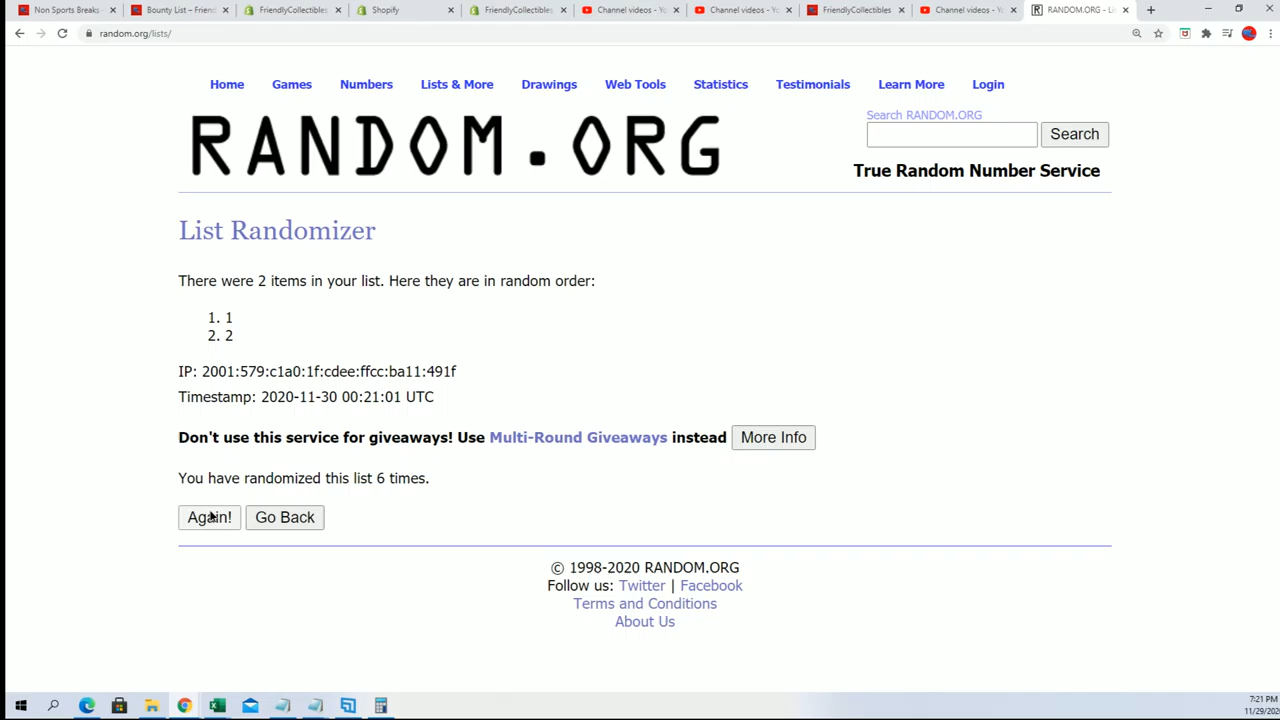 Non Sports Breaks
Bounty List – Friend
FriendlyCollectibles
Shopify
FriendlyCollectibles
Channel videos - Yo
Channel videos - Yo
FriendlyCollectibles
Channel videos - Yo
RANDOM.ORG - Li
random.org/lists/
Home Games Numbers Lists & More Drawings Web Tools Statistics Testimonials Learn More Login
RANDOM.ORG
Search RANDOM.ORG
Search
True Random Number Service
List Randomizer
There were 2 items in your list. Here they are in random order:
1. 1
2. 2
IP: 2001:579:c1a0:1f:cdee:ffcc:ba11:491f
Timestamp: 2020-11-30 00:21:01 UTC
Don't use this service for giveaways! Use Multi-Round Giveaways instead More Info
You have randomized this list 6 times.
Again! Go Back
© 1998-2020 RANDOM.ORG
Follow us: Twitter | Facebook
Terms and Conditions
About Us
7:21 PM
11/29/202